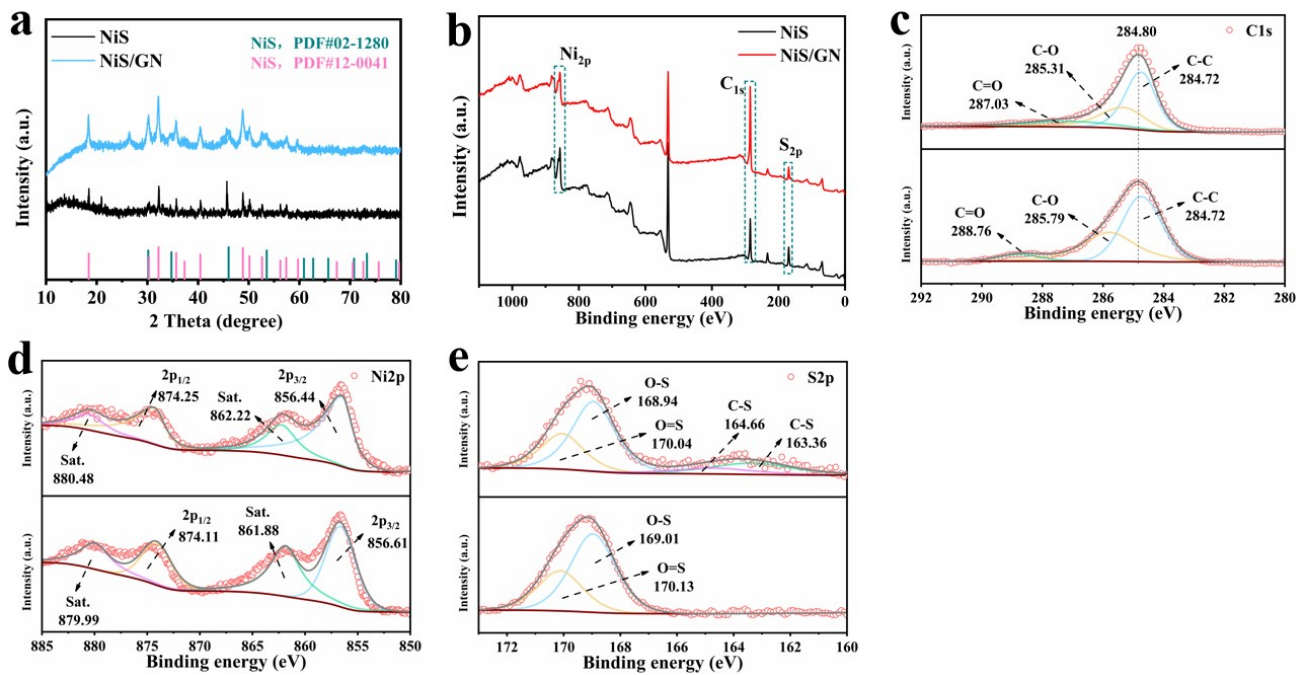 a
NiS
NiS/GN
NiS，PDF#02-1280
NiS，PDF#12-0041
Intensity (a.u.)
10 20 30 40 50 60 70 80
2 Theta (degree)
b
NiS
NiS/GN
Ni2p
C1s
S2p
Intensity (a.u.)
1000 800 600 400 200 0
Binding energy (eV)
c
C1s
284.80
C-O
285.31
C-C
284.72
C=O
287.03
Intensity (a.u.)
C=O
288.76
C-O
285.79
C-C
284.72
Intensity (a.u.)
292 290 288 286 284 282 280
Binding energy (eV)
d
Ni2p
2p1/2
874.25
Sat.
862.22
2p3/2
856.44
Sat.
880.48
Intensity (a.u.)
2p1/2
874.11
Sat.
861.88
2p3/2
856.61
Sat.
879.99
Intensity (a.u.)
885 880 875 870 865 860 855 850
Binding energy (eV)
e
S2p
O-S
168.94
O=S
170.04
C-S
164.66
C-S
163.36
Intensity (a.u.)
O-S
169.01
O=S
170.13
Intensity (a.u.)
172 170 168 166 164 162 160
Binding energy (eV)